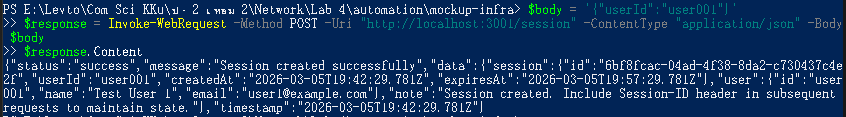 PS E:\Levto\Com Sci KKu\ปี 2 เทอม 2\Network\Lab 4\automation\mockup-infra> $body = '{"userId":"user001"}'
>> $response = Invoke-WebRequest -Method POST -Uri "http://localhost:3001/session" -ContentType "application/json" -Body
 $body
>> $response.Content
{"status":"success","message":"Session created successfully","data":{"session":{"id":"6bf8fcac-04ad-4f38-8da2-c730437c4e
2f","userId":"user001","createdAt":"2026-03-05T19:42:29.781Z","expiresAt":"2026-03-05T19:57:29.781Z"},"user":{"id":"user
001","name":"Test User 1","email":"user1@example.com"},"note":"Session created. Include Session-ID header in subsequent
requests to maintain state."},"timestamp":"2026-03-05T19:42:29.781Z"}